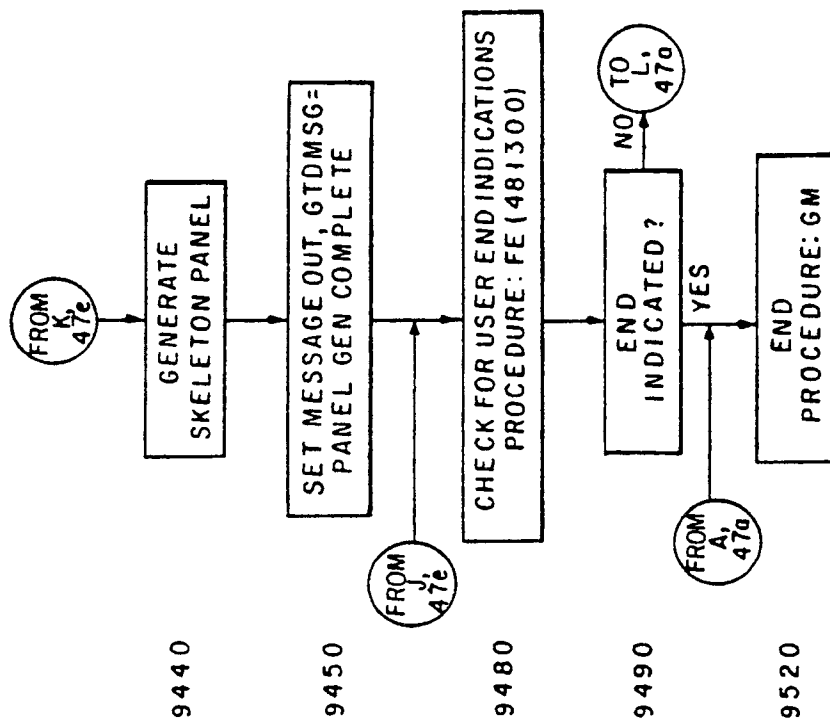 FROM
K,
47e
9440
GENERATE
SKELETON PANEL
9450
SET MESSAGE OUT, GTDMSG=
PANEL GEN COMPLETE
FROM
J,
47e
9480
CHECK FOR USER END INDICATIONS
PROCEDURE: FE (481300)
9490
END
INDICATED?
NO
TO
L,
47a
YES
FROM
A,
47a
9520
END
PROCEDURE: GM